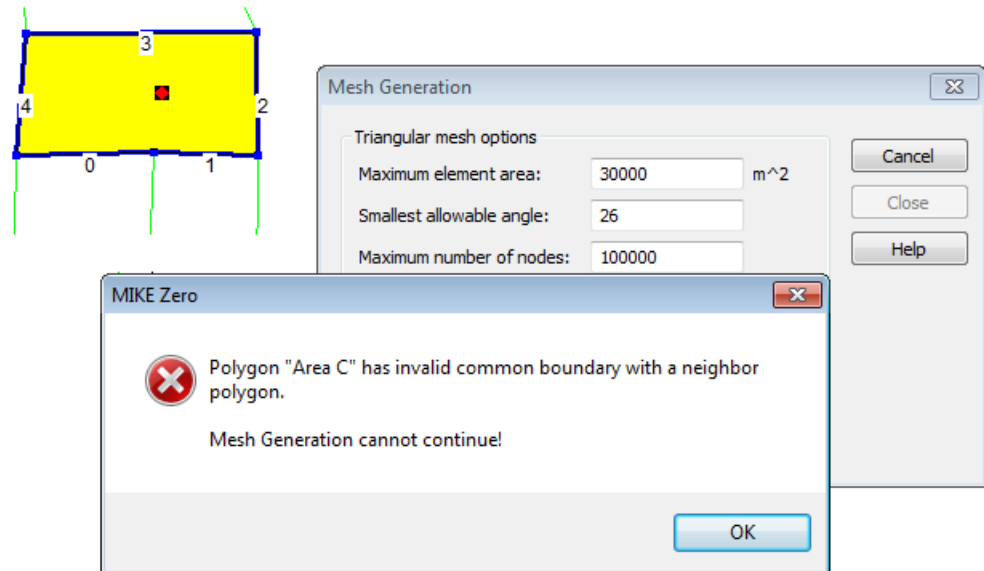 3
4
2
0
1
Mesh Generation
Triangular mesh options
Maximum element area: 30000 m^2
Cancel
Smallest allowable angle: 26
Close
Maximum number of nodes: 100000
Help
MIKE Zero
Polygon "Area C" has invalid common boundary with a neighbor
polygon.
Mesh Generation cannot continue!
OK